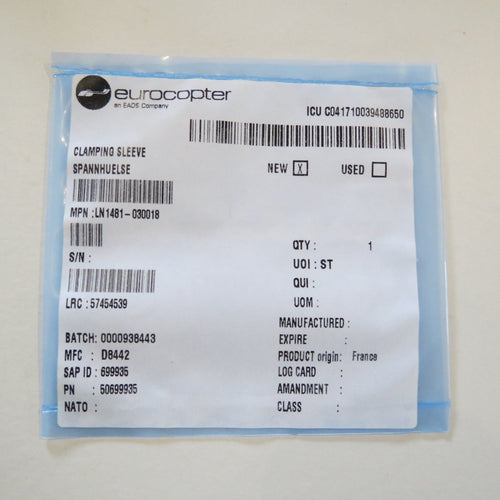 eurocopter
an EADS Company
ICU C041710039488650
CLAMPING SLEEVE
SPANNHUELSE
NEW [X] USED [ ]
MPN :LN1481-030018
S/N :
QTY : 1
UOI : ST
QUI :
LRC : 57454539
UOM :
MANUFACTURED :
BATCH: 0000938443
EXPIRE :
MFC : D8442
PRODUCT origin: France
SAP ID : 699935
LOG CARD :
PN : 50699935
AMANDMENT :
NATO :
CLASS :